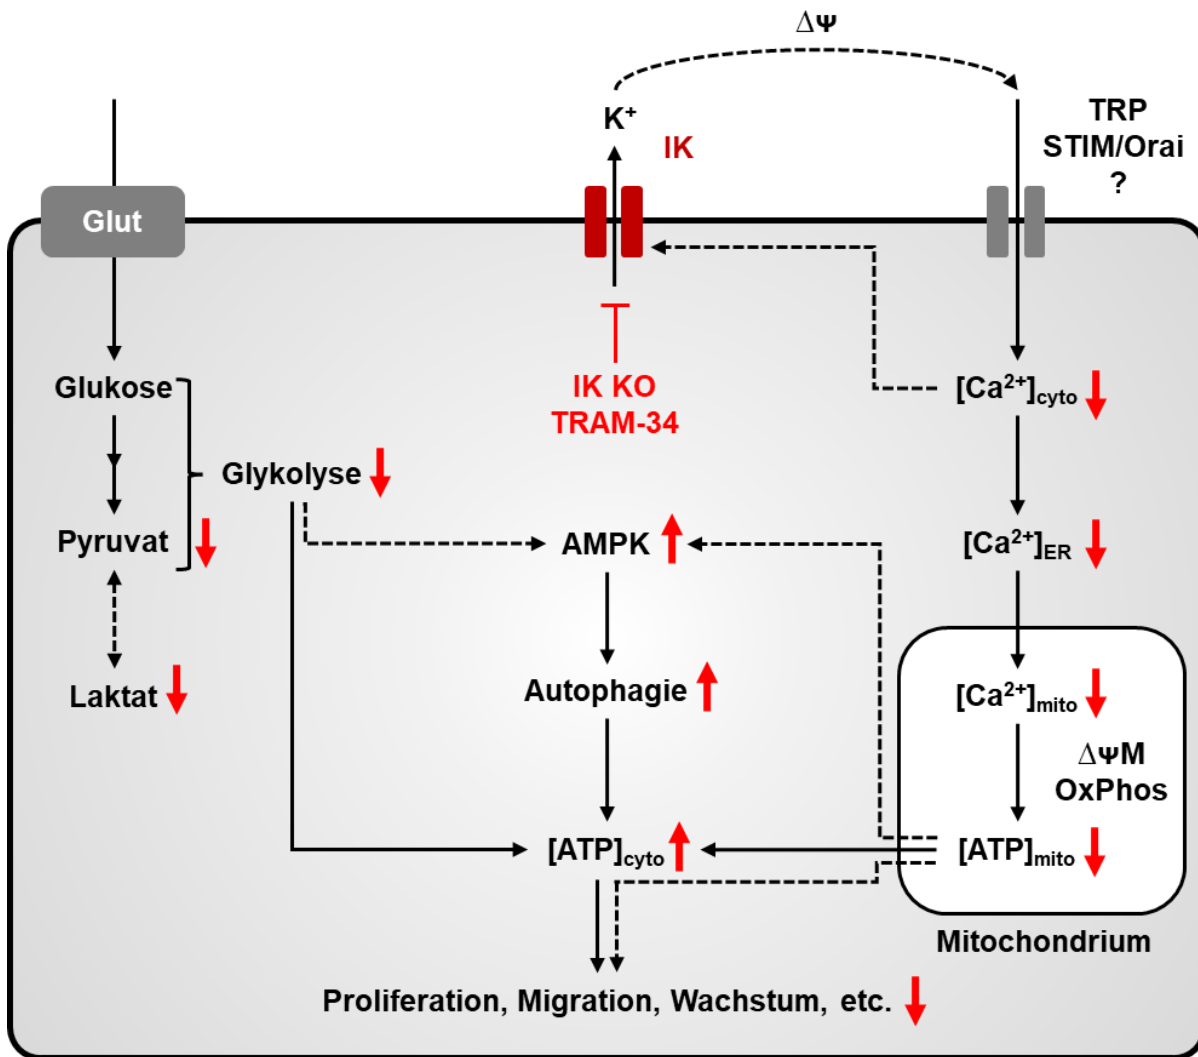 ΔΨ
K⁺
IK
TRP
STIM/Orai
?
Glut
Glukose
IK KO
TRAM-34
[Ca²⁺]cyto
Glykolyse
Pyruvat
AMPK
[Ca²⁺]ER
Laktat
Autophagie
[Ca²⁺]mito
ΔΨM
OxPhos
[ATP]cyto
[ATP]mito
Mitochondrium
Proliferation, Migration, Wachstum, etc.